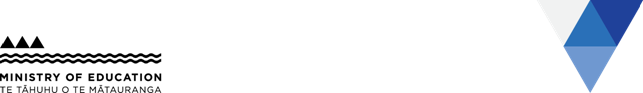 MINISTRY OF EDUCATION
TE TĀHUHU O TE MĀTAURANGA